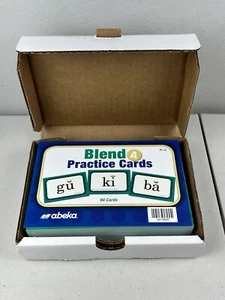 Blend A
Practice Cards
gŭ kĭ bă
94 Cards
abeka